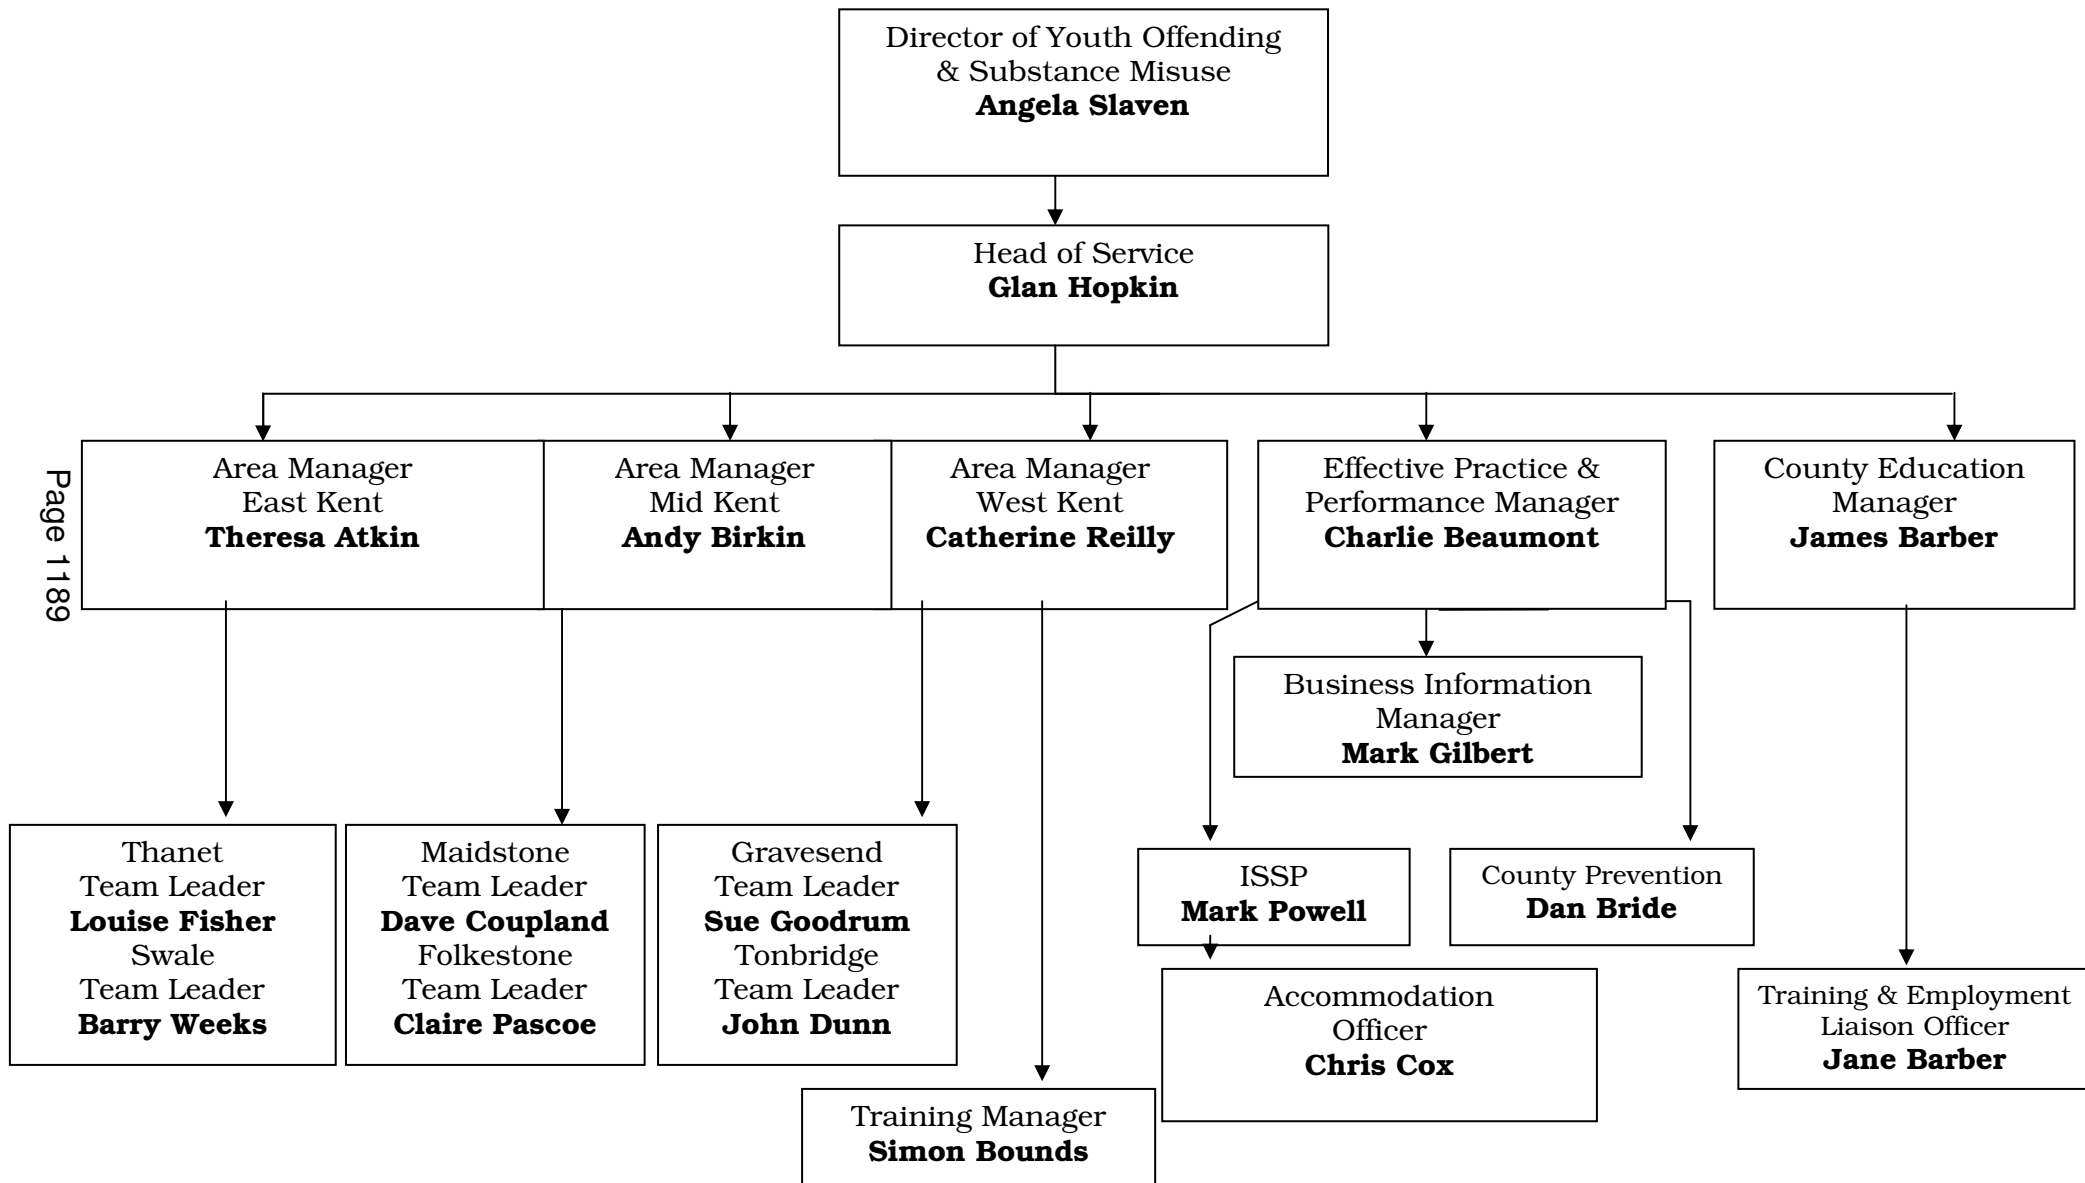 Director of Youth Offending
& Substance Misuse
Angela Slaven
Head of Service
Glan Hopkin
Area Manager
East Kent
Theresa Atkin
Area Manager
Mid Kent
Andy Birkin
Area Manager
West Kent
Catherine Reilly
Effective Practice &
Performance Manager
Charlie Beaumont
County Education
Manager
James Barber
Page 1189
Business Information
Manager
Mark Gilbert
Thanet
Team Leader
Louise Fisher
Swale
Team Leader
Barry Weeks
Maidstone
Team Leader
Dave Coupland
Folkestone
Team Leader
Claire Pascoe
Gravesend
Team Leader
Sue Goodrum
Tonbridge
Team Leader
John Dunn
ISSP
Mark Powell
County Prevention
Dan Bride
Accommodation
Officer
Chris Cox
Training & Employment
Liaison Officer
Jane Barber
Training Manager
Simon Bounds